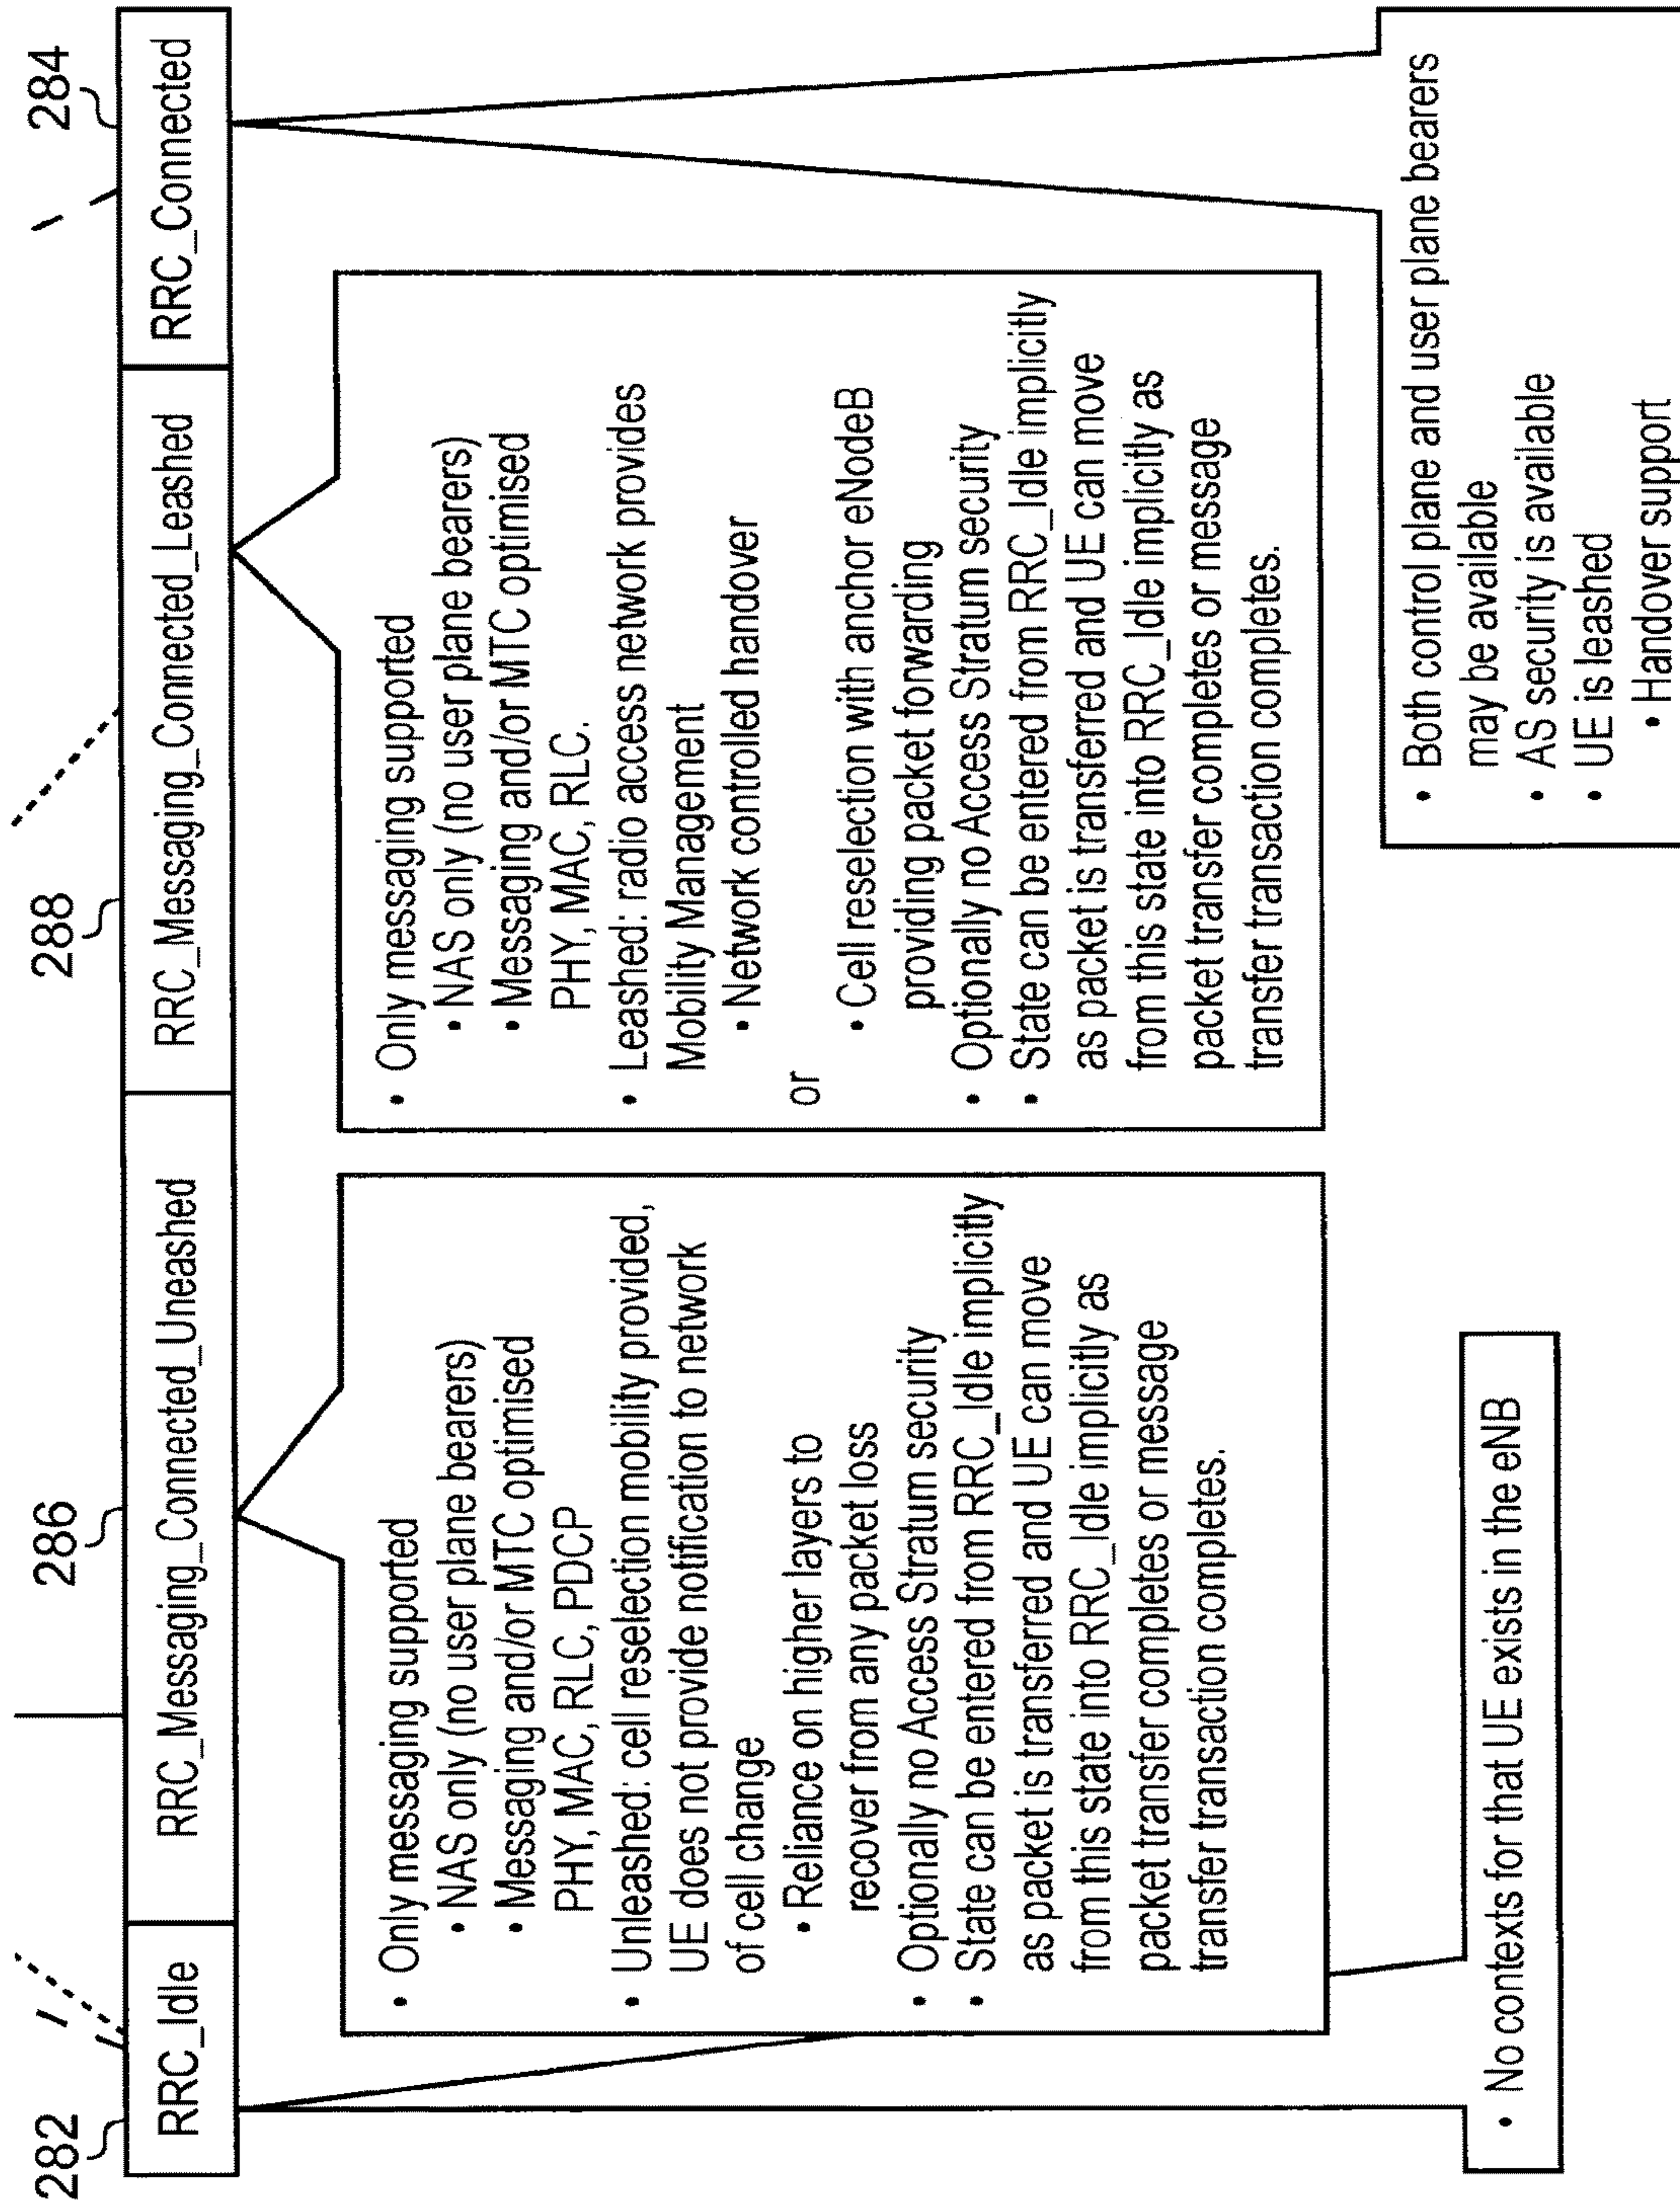 282
RRC_Idle
286
RRC_Messaging_Connected_Uneashed
288
RRC_Messaging_Connected_Leashed
284
RRC_Connected
• Only messaging supported
• NAS only (no user plane bearers)
• Messaging and/or MTC optimised
PHY, MAC, RLC, PDCP
• Unleashed: cell reselection mobility provided,
UE does not provide notification to network
of cell change
• Reliance on higher layers to
recover from any packet loss
• Optionally no Access Stratum security
• State can be entered from RRC_Idle implicitly
as packet is transferred and UE can move
from this state into RRC_Idle implicitly as
packet transfer completes or message
transfer transaction completes.
• Only messaging supported
• NAS only (no user plane bearers)
• Messaging and/or MTC optimised
PHY, MAC, RLC.
• Leashed: radio access network provides
Mobility Management
• Network controlled handover
or
• Cell reselection with anchor eNodeB
providing packet forwarding
• Optionally no Access Stratum security
• State can be entered from RRC_Idle implicitly
as packet is transferred and UE can move
from this state into RRC_Idle implicitly as
packet transfer completes or message
transfer transaction completes.
• No contexts for that UE exists in the eNB
• Both control plane and user plane bearers
may be available
• AS security is available
• UE is leashed
• Handover support